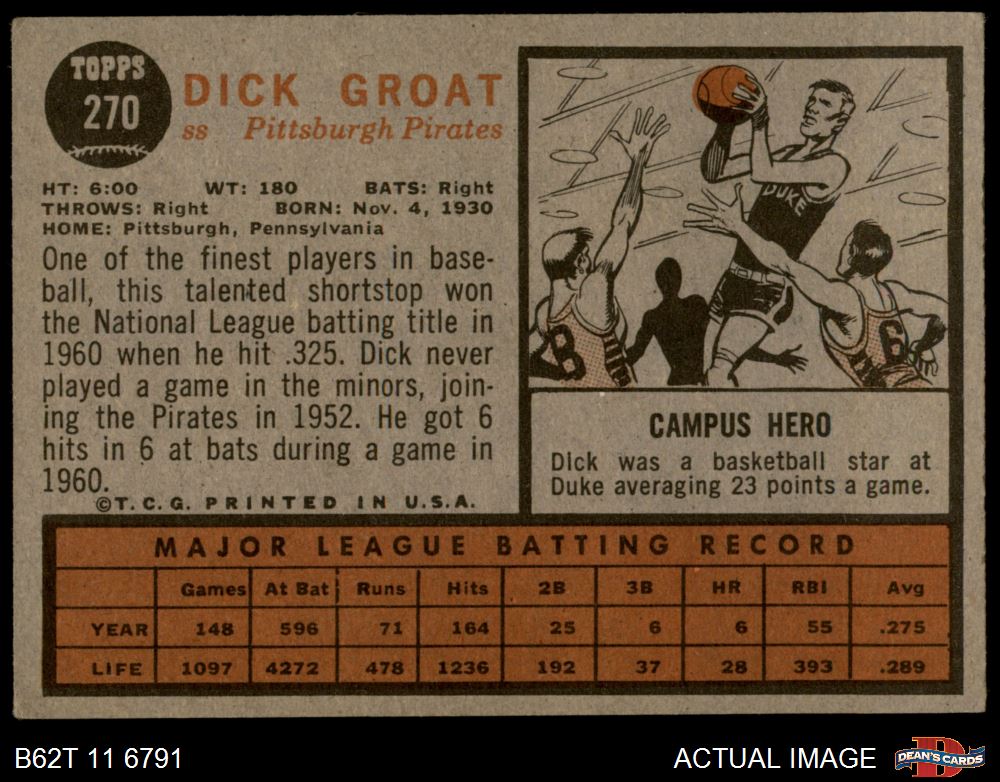 TOPPS
270
DICK GROAT
ss Pittsburgh Pirates
HT: 6:00 WT: 180 BATS: Right
THROWS: Right BORN: Nov. 4, 1930
HOME: Pittsburgh, Pennsylvania
One of the finest players in base-
ball, this talented shortstop won
the National League batting title in
1960 when he hit .325. Dick never
played a game in the minors, join-
ing the Pirates in 1952. He got 6
hits in 6 at bats during a game in
1960.
©T.C.G. PRINTED IN U.S.A.
DUKE
8
6
CAMPUS HERO
Dick was a basketball star at
Duke averaging 23 points a game.
MAJOR LEAGUE BATTING RECORD
Games At Bat Runs Hits 2B 3B HR RBI Avg
YEAR 148 596 71 164 25 6 6 55 .275
LIFE 1097 4272 478 1236 192 37 28 393 .289
B62T 11 6791
ACTUAL IMAGE
D
DEAN'S CARDS